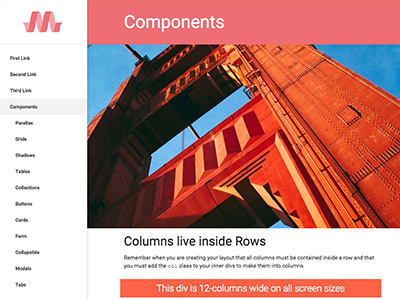 Components
First Link
Second Link
Third Link
Components
Parallax
Grids
Shadows
Tables
Collections
Buttons
Cards
Form
Collapsible
Modals
Tabs
Columns live inside Rows
Remember when you are creating your layout that all columns must be contained inside a row and that
you must add the col class to your inner divs to make them into columns
This div is 12-columns wide on all screen sizes